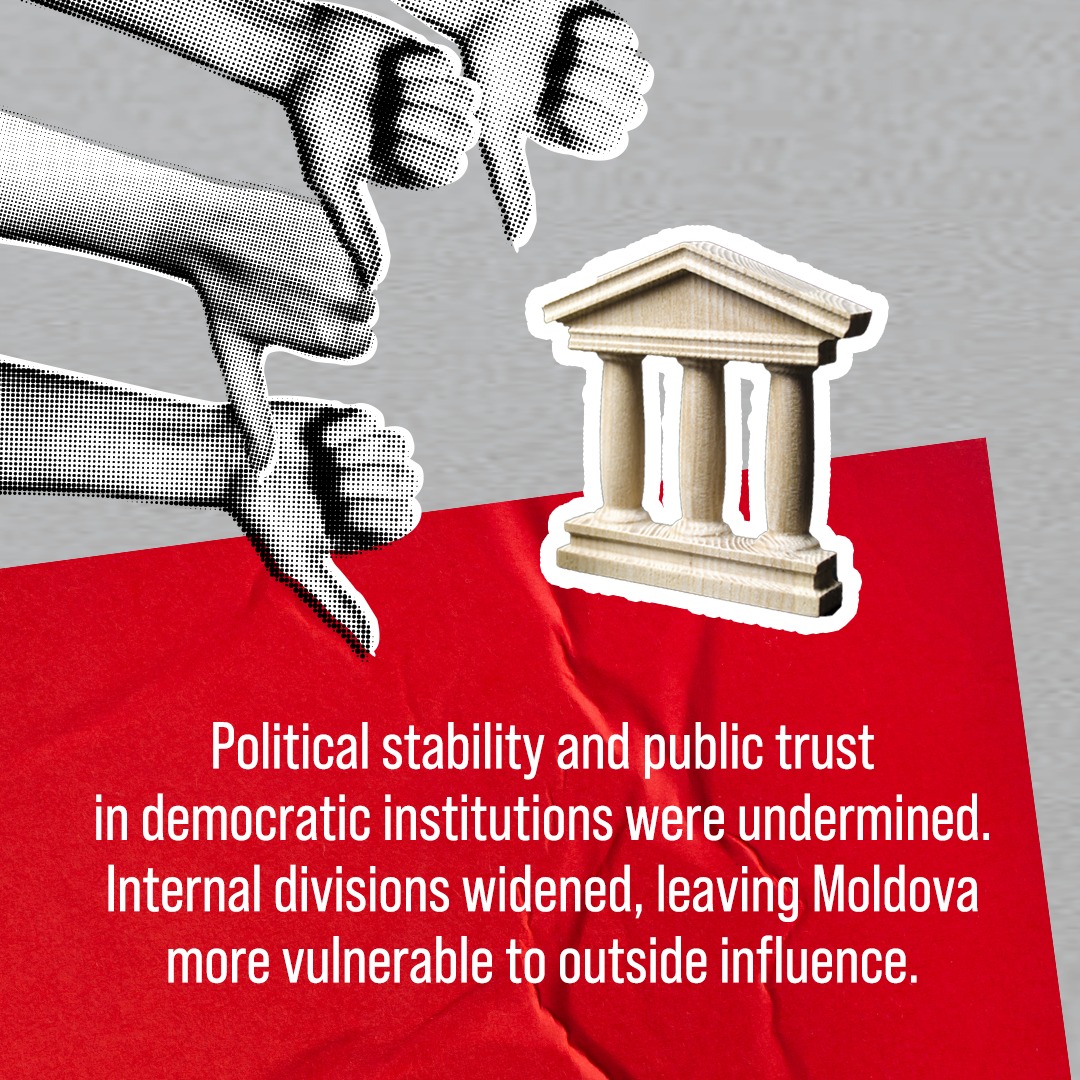 Political stability and public trust
in democratic institutions were undermined.
Internal divisions widened, leaving Moldova
more vulnerable to outside influence.